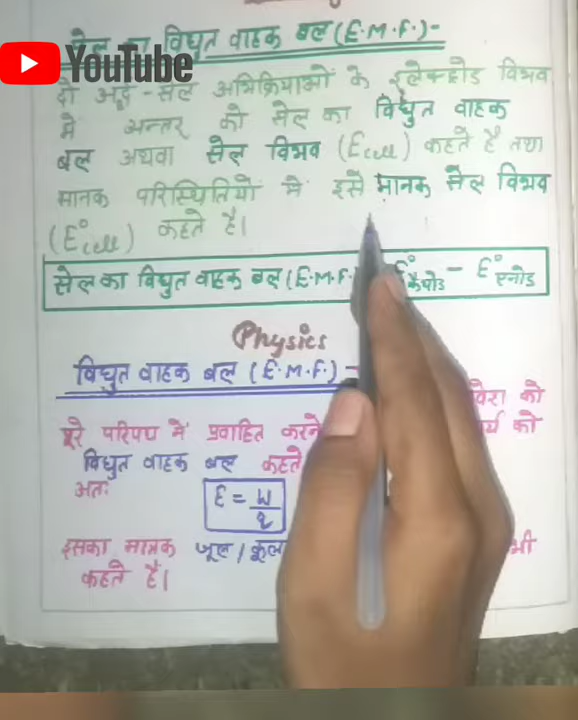 सेल का विद्युत वाहक बल (E.M.F.)-
YouTube
दो अर्द्ध-सेल अभिक्रियाओं के इलेक्ट्रोड विभव
में अन्तर को सेल का विद्युत वाहक
बल अथवा सेल विभव (Ecell) कहते है तथा
मानक परिस्थितियों में इसे मानक सेल विभव
(E°cell) कहते है।
सेल का विद्युत वाहक बल (E.M.F. E°कैथोड - E°एनोड
Physics
विद्युत वाहक बल (E.M.F.) -
को
पूरे परिपथ में प्रवाहित करने को
विद्युत वाहक बल कहते
अतः E = W/q
इसका मात्रक जूल / कूल भी
कहते है।